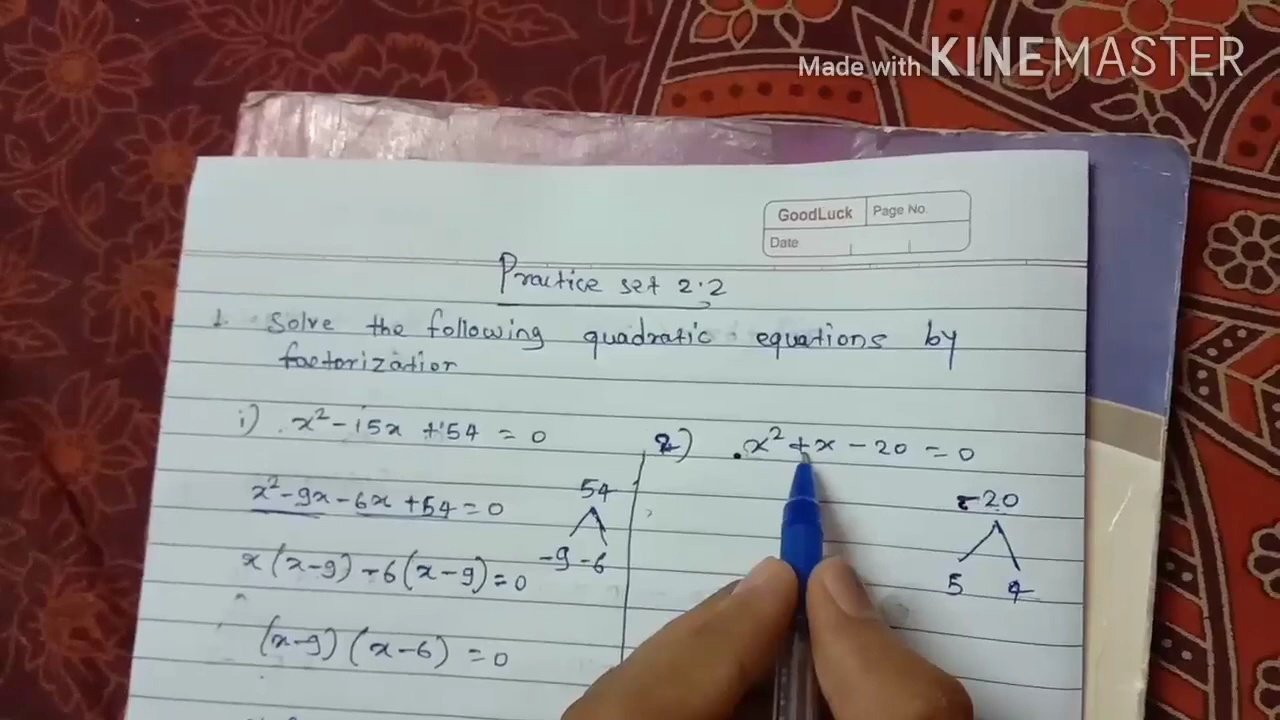 Made with KINEMASTER
GoodLuck Page No.
Date
Practice set 2.2
1. Solve the following quadratic equations by
factorization
i) x² - 15x + 54 = 0
x² - 9x - 6x + 54 = 0
54
-9 -6
x(x-9) - 6(x-9) = 0
(x-9) (x-6) = 0
2) x² + x - 20 = 0
-20
5 4